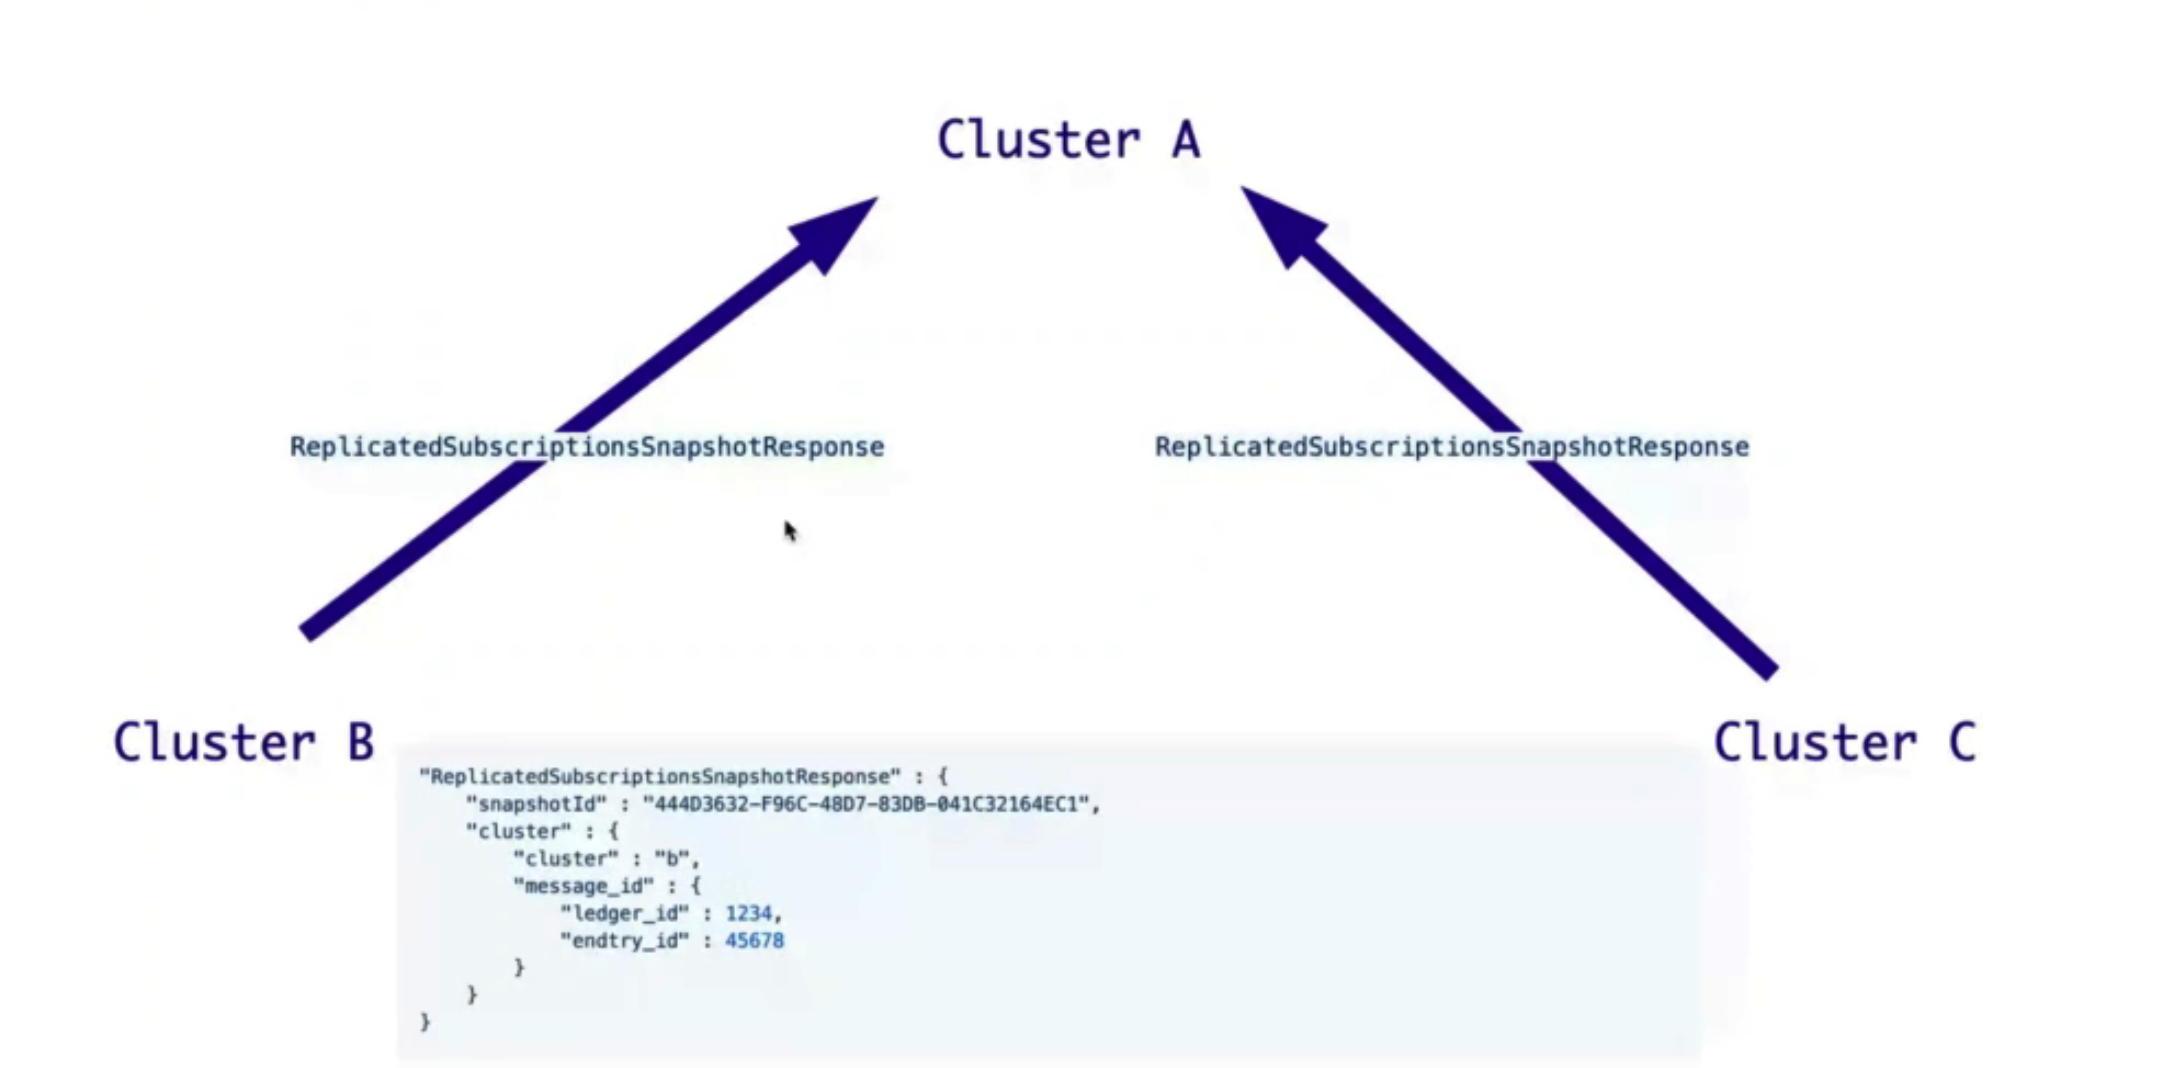 Cluster A
ReplicatedSubscriptionsSnapshotResponse
ReplicatedSubscriptionsSnapshotResponse
Cluster B
Cluster C
"ReplicatedSubscriptionsSnapshotResponse" : {
    "snapshotId" : "444D3632-F96C-48D7-83DB-041C32164EC1",
    "cluster" : {
        "cluster" : "b",
        "message_id" : {
            "ledger_id" : 1234,
            "endtry_id" : 45678
        }
    }
}